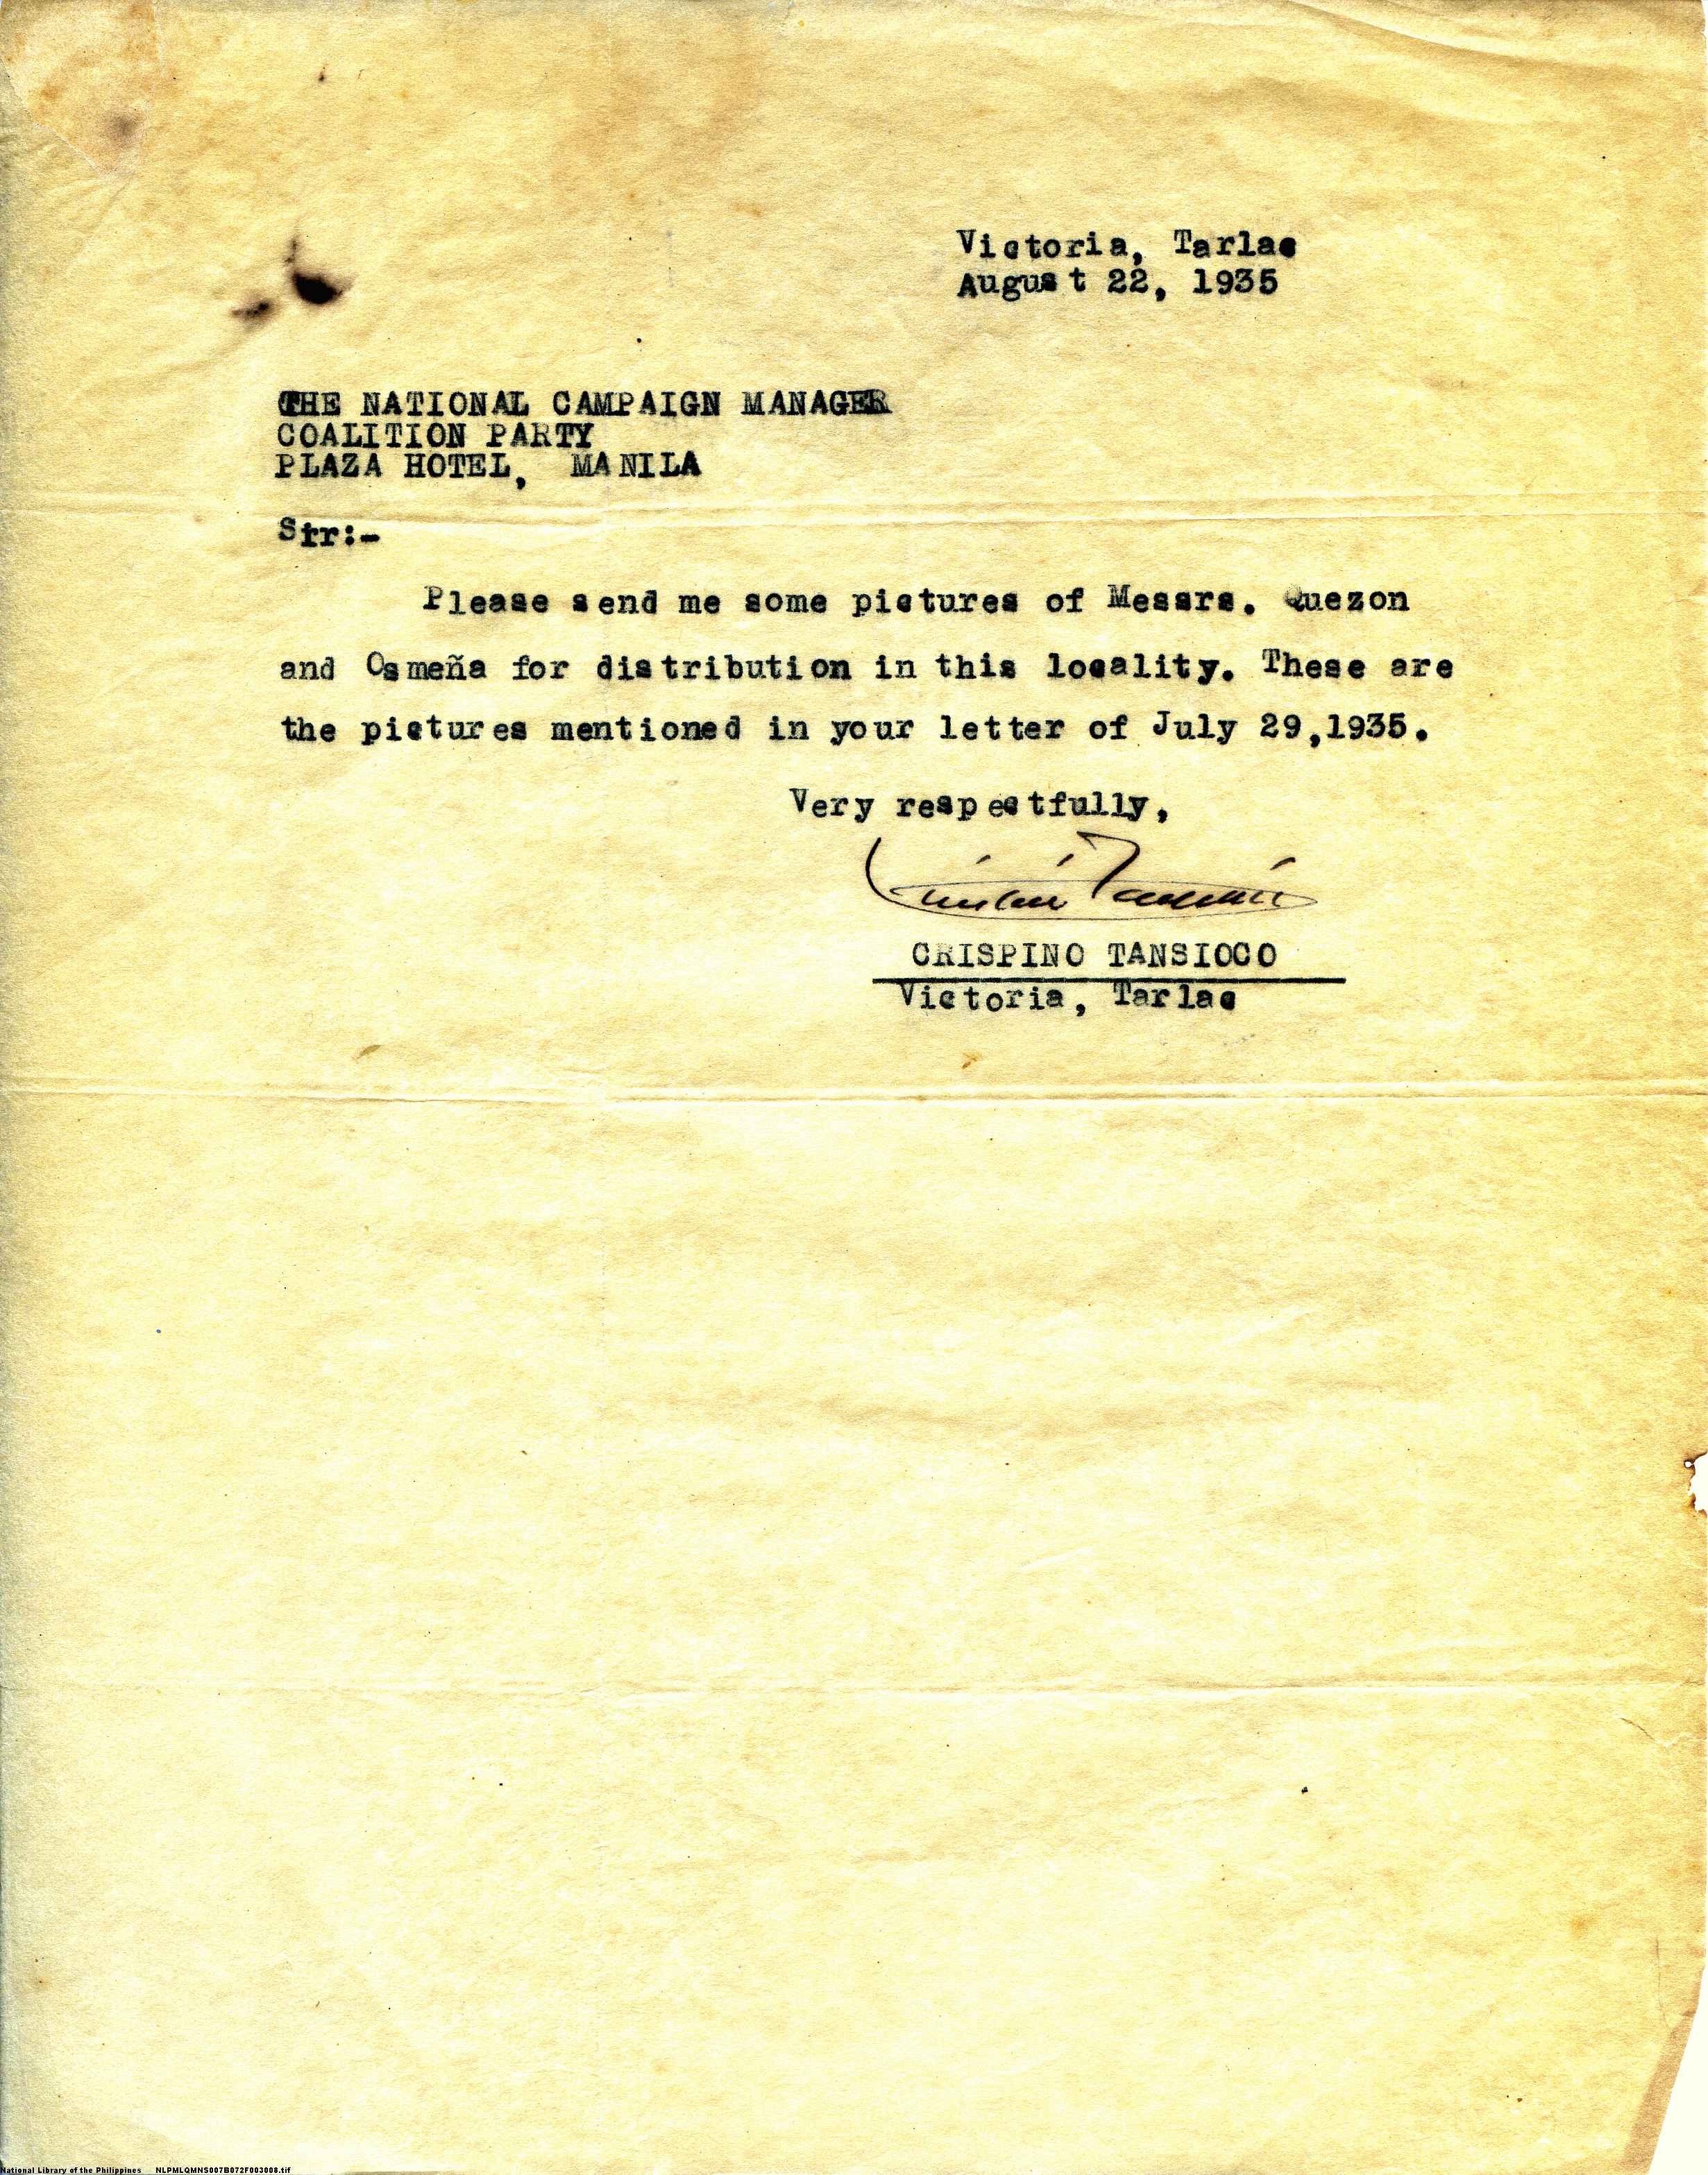 Victoria, Tarlac
August 22, 1935
THE NATIONAL CAMPAIGN MANAGER
COALITION PARTY
PLAZA HOTEL, MANILA
Sir:-
Please send me some pictures of Messrs. Quezon
and Osmeña for distribution in this locality. These are
the pictures mentioned in your letter of July 29,1935.
Very respectfully,
CRISPINO TANSIOCO
Victoria, Tarlac
National Library of the Philippines NLPMLQMNS007B072F003008.tif